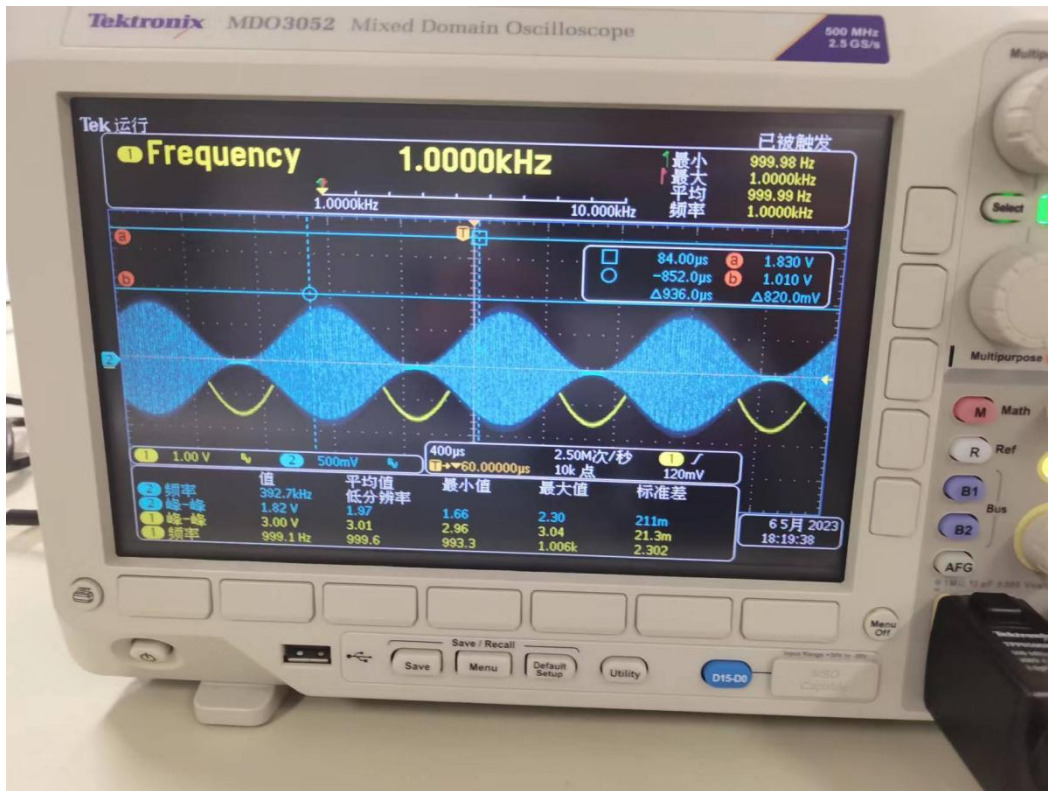 Tektronix MDO3052 Mixed Domain Oscilloscope
500 MHz
2.5 GS/s
Tek 运行
已被触发
1 Frequency 1.0000kHz
最小 999.98 Hz
最大 1.0000kHz
平均 999.99 Hz
频率 1.0000kHz
1.0000kHz 10.000kHz
Select
a
T
b
84.00μs a 1.830 V
-852.0μs b 1.010 V
Δ936.0μs Δ820.0mV
2
Multipurpose
1 1.00 V 2 500mV
400μs 2.50M次/秒 1
T→▼60.00000μs 10k 点 120mV
值 平均值 最小值 最大值 标准差
2 频率 392.7kHz 低分辨率
2 峰-峰 1.82 V 1.97 1.66 2.30 211m
1 峰-峰 3.00 V 3.01 2.96 3.04 21.3m
1 频率 999.1 Hz 999.6 993.3 1.006k 2.302
6 5月 2023
18:19:38
M Math
R Ref
B1
Bus
B2
AFG
Menu
Off
Save / Recall
Save
Menu
Default
Setup
Utility
D15-D0
MSO
Capable
Tektronix